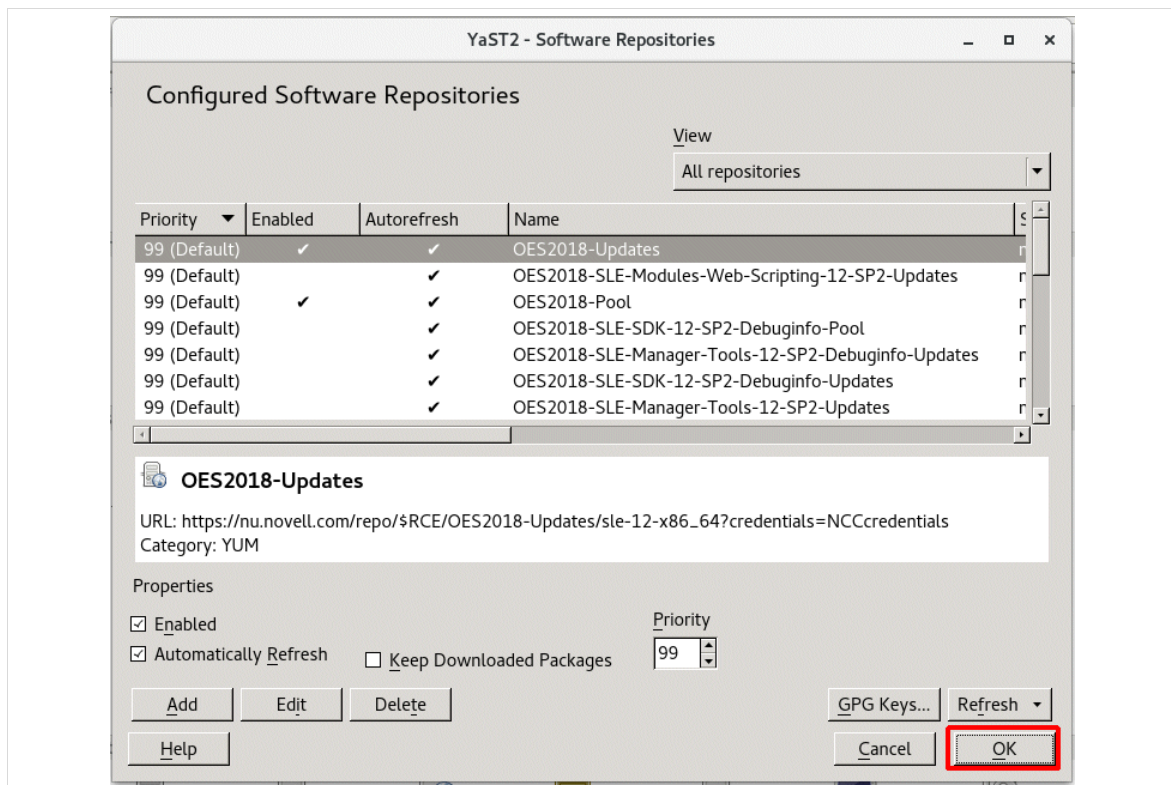 YaST2 - Software Repositories
Configured Software Repositories
View
All repositories
Priority Enabled Autorefresh Name
99 (Default) ✔ ✔ OES2018-Updates
99 (Default) ✔ OES2018-SLE-Modules-Web-Scripting-12-SP2-Updates
99 (Default) ✔ ✔ OES2018-Pool
99 (Default) ✔ OES2018-SLE-SDK-12-SP2-Debuginfo-Pool
99 (Default) ✔ OES2018-SLE-Manager-Tools-12-SP2-Debuginfo-Updates
99 (Default) ✔ OES2018-SLE-SDK-12-SP2-Debuginfo-Updates
99 (Default) ✔ OES2018-SLE-Manager-Tools-12-SP2-Updates
OES2018-Updates
URL: https://nu.novell.com/repo/$RCE/OES2018-Updates/sle-12-x86_64?credentials=NCCcredentials
Category: YUM
Properties
Enabled
Priority
Automatically Refresh Keep Downloaded Packages 99
Add Edit Delete GPG Keys... Refresh
Help Cancel OK